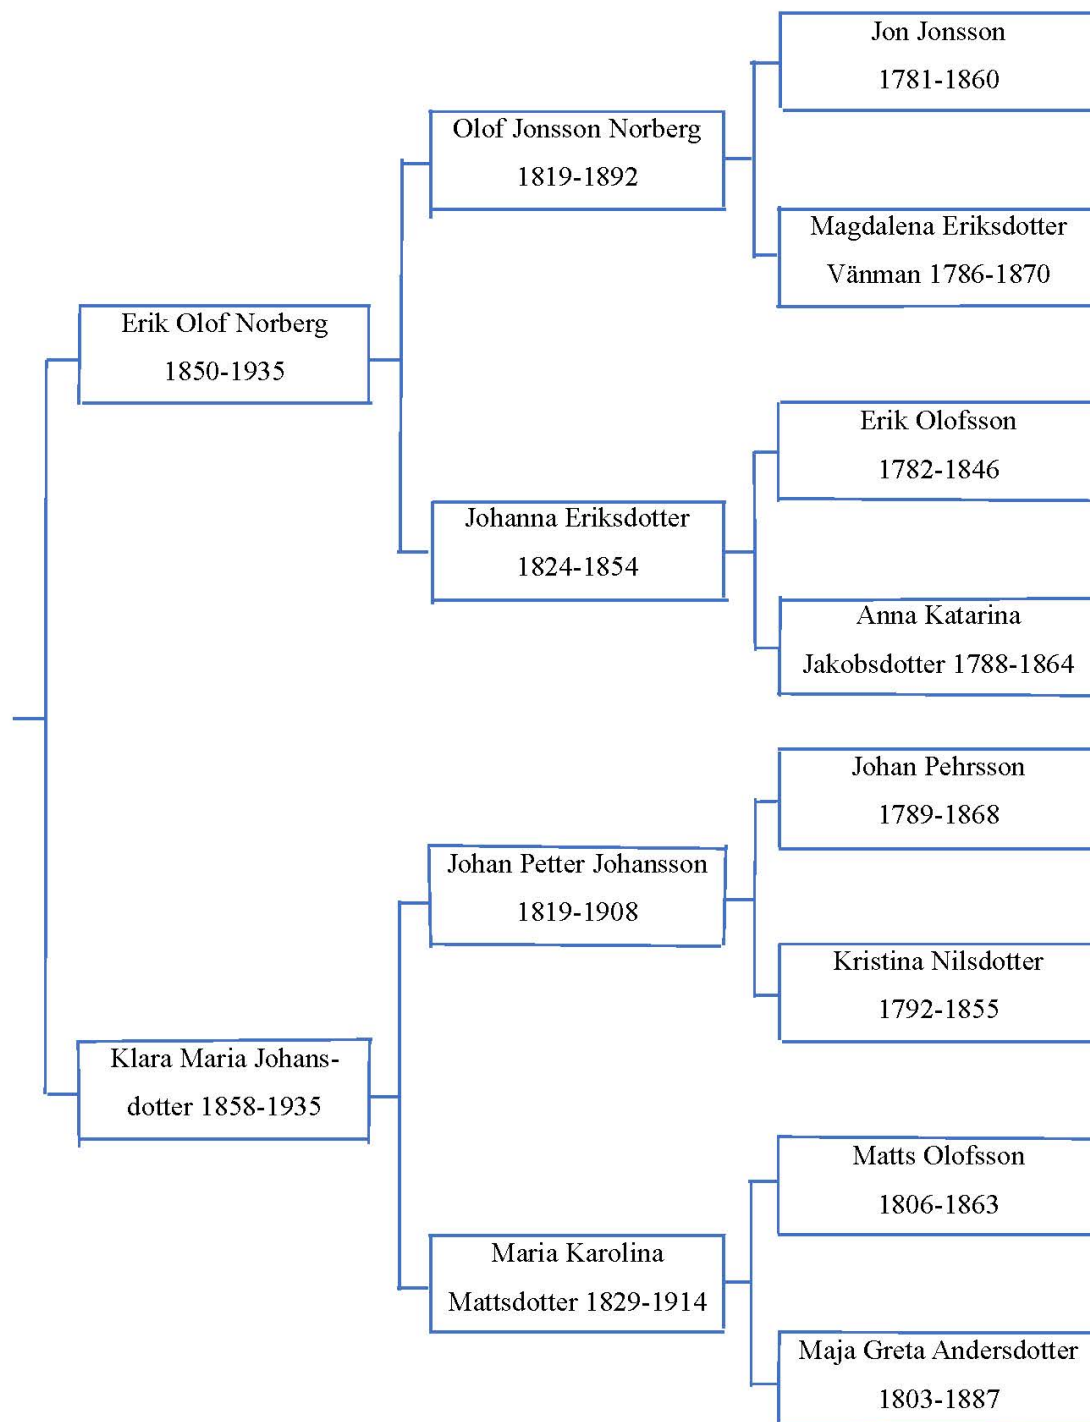 Jon Jonsson
1781-1860
Olof Jonsson Norberg
1819-1892
Magdalena Eriksdotter
Vänman 1786-1870
Erik Olof Norberg
1850-1935
Erik Olofsson
1782-1846
Johanna Eriksdotter
1824-1854
Anna Katarina
Jakobsdotter 1788-1864
Johan Pehrsson
1789-1868
Johan Petter Johansson
1819-1908
Kristina Nilsdotter
1792-1855
Klara Maria Johans-
dotter 1858-1935
Matts Olofsson
1806-1863
Maria Karolina
Mattsdotter 1829-1914
Maja Greta Andersdotter
1803-1887